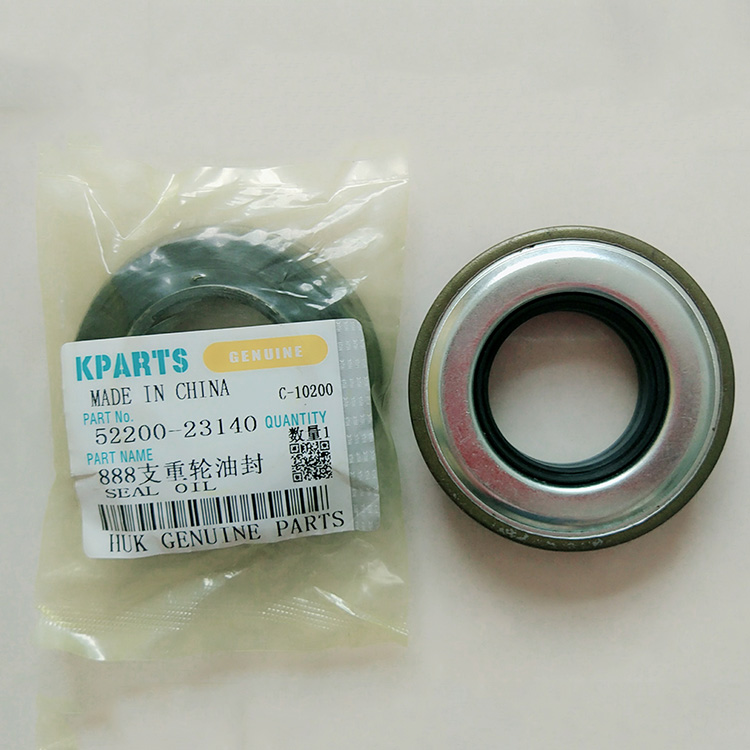 KPARTS GENUINE
MADE IN CHINA C-10200
PART No.
52200-23140 QUANTITY
数量1
PART NAME
888支重轮油封
SEAL OIL
HUK GENUINE PARTS